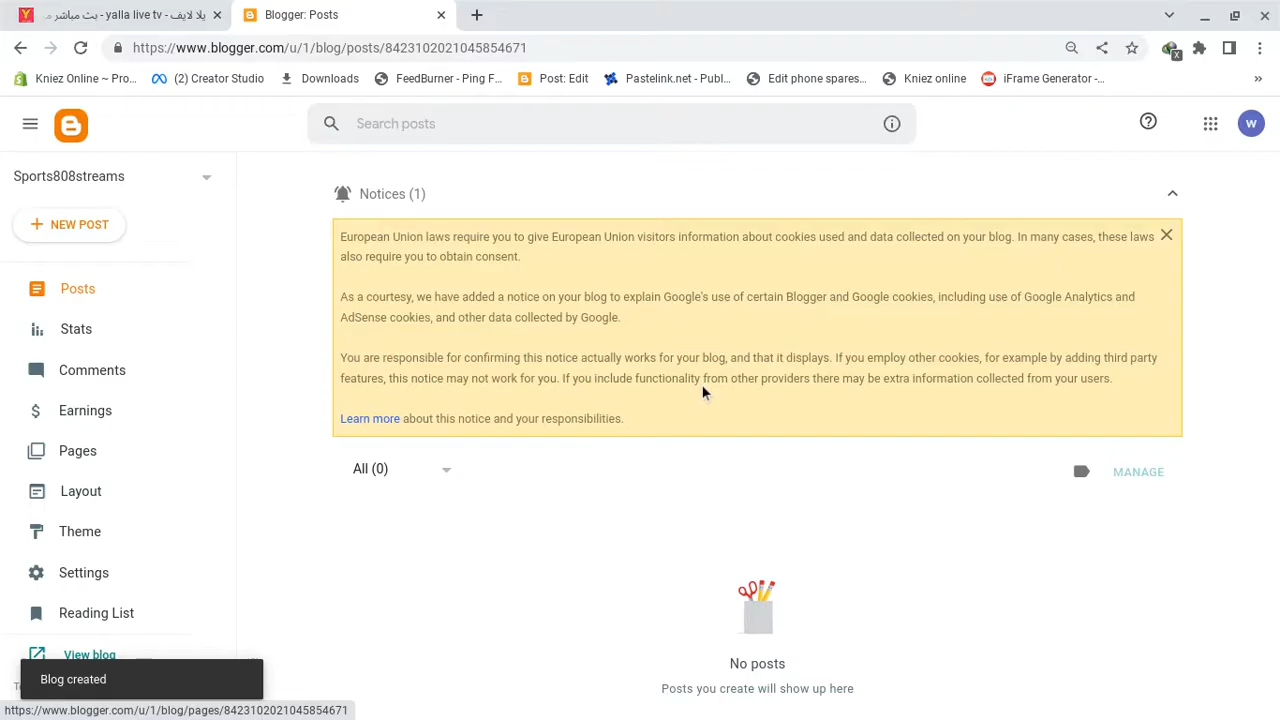 يلا لايف - yalla live tv - بث مباشر
Blogger: Posts
https://www.blogger.com/u/1/blog/posts/8423102021045854671
X
Kniez Online ~ Pro...
(2) Creator Studio
Downloads
FeedBurner - Ping F...
Post: Edit
Pastelink.net - Publ...
Edit phone spares...
Kniez online
iFrame Generator -...
»
Search posts
W
Sports808streams
NEW POST
Posts
Stats
Comments
Earnings
Pages
Layout
Theme
Settings
Reading List
View blog
Notices (1)
European Union laws require you to give European Union visitors information about cookies used and data collected on your blog. In many cases, these laws
also require you to obtain consent.
As a courtesy, we have added a notice on your blog to explain Google's use of certain Blogger and Google cookies, including use of Google Analytics and
AdSense cookies, and other data collected by Google.
You are responsible for confirming this notice actually works for your blog, and that it displays. If you employ other cookies, for example by adding third party
features, this notice may not work for you. If you include functionality from other providers there may be extra information collected from your users.
Learn more about this notice and your responsibilities.
All (0)
MANAGE
No posts
Posts you create will show up here
Blog created
https://www.blogger.com/u/1/blog/pages/8423102021045854671